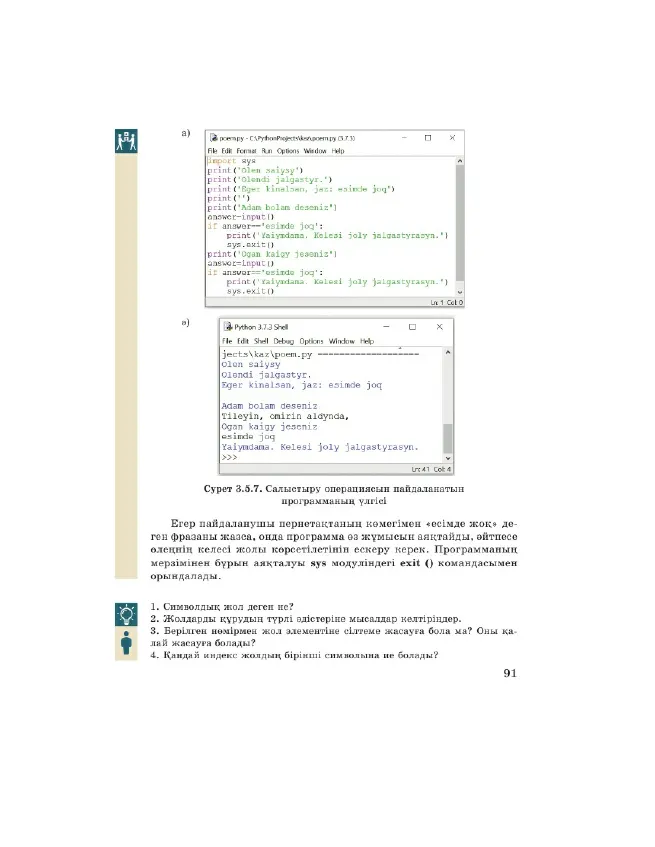 а)
poem.py - C:\PythonProjects\kaz\poem.py (3.7.3)
File Edit Format Run Options Window Help
import sys
print('Olen saiysy')
print('Olendi jalgastyr.')
print('Eger kinalsan, jaz: esimde joq')
print('')
print('Adam bolam deseniz')
answer=input()
if answer=='esimde joq':
print('Yaiymdama. Kelesi joly jalgastyrasyn.')
sys.exit()
print('Ogan kaigy jeseniz')
answer=input()
if answer=='esimde joq':
print('Yaiymdama. Kelesi joly jalgastyrasyn.')
sys.exit()
Ln: 1 Col: 0
ә)
Python 3.7.3 Shell
File Edit Shell Debug Options Window Help
jects\kaz\poem.py ===================
Olen saiysy
Olendi jalgastyr.
Eger kinalsan, jaz: esimde joq
Adam bolam deseniz
Tileyin, omirin aldynda,
Ogan kaigy jeseniz
esimde joq
Yaiymdama. Kelesi joly jalgastyrasyn.
>>>
Ln: 41 Col: 4
Сурет 3.5.7. Салыстыру операциясын пайдаланатын
программаның үлгісі
Егер пайдаланушы пернетақтаның көмегімен «есімде жоқ» де-
ген фразаны жазса, онда программа өз жұмысын аяқтайды, әйтпесе
өлеңнің келесі жолы көрсетілетінін ескеру керек. Программаның
мерзімінен бұрын аяқталуы sys модуліндегі exit () командасымен
орындалады.
1. Символдық жол деген не?
2. Жолдарды құрудың түрлі әдістеріне мысалдар келтіріңдер.
3. Берілген нөмірмен жол элементіне сілтеме жасауға бола ма? Оны қа-
лай жасауға болады?
4. Қандай индекс жолдың бірінші символына ие болады?
91